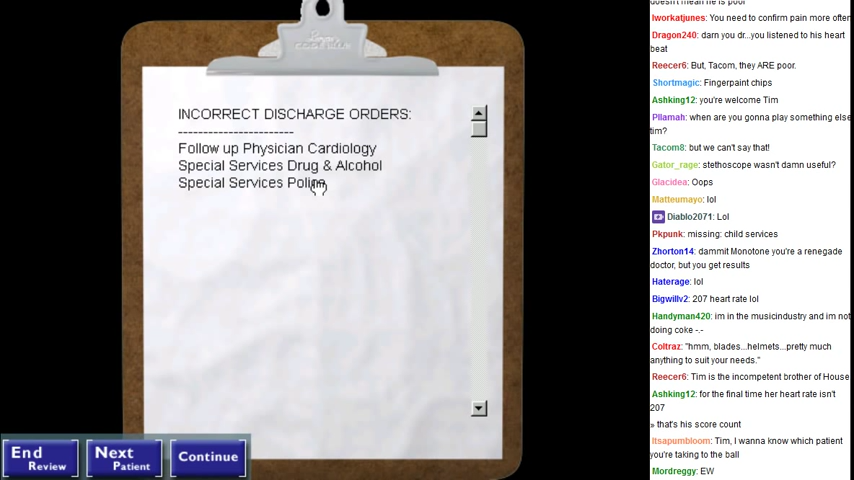 INCORRECT DISCHARGE ORDERS:
-----------------------
Follow up Physician Cardiology
Special Services Drug & Alcohol
Special Services Police
End
Review
Next
Patient
Continue
doesn't mean he is poor
Iworkatjunes: You need to confirm pain more often
Dragon240: darn you dr...you listened to his heart
beat
Reecer6: But, Tacom, they ARE poor.
Shortmagic: Fingerpaint chips
Ashking12: you're welcome Tim
Pllamah: when are you gonna play something else
tim?
Tacom8: but we can't say that!
Gator_rage: stethoscope wasn't damn useful?
Glacidea: Oops
Matteumayo: lol
Diablo2071: Lol
Pkpunk: missing: child services
Zhorton14: dammit Monotone you're a renegade
doctor, but you get results
Haterage: lol
Bigwillv2: 207 heart rate lol
Handyman420: im in the musicindustry and im not
doing coke -.-
Coltraz: "hmm, blades...helmets...pretty much
anything to suit your needs."
Reecer6: Tim is the incompetent brother of House
Ashking12: for the final time her heart rate isn't
207
» that's his score count
Itsapumbloom: Tim, I wanna know which patient
you're taking to the ball
Mordreggy: EW